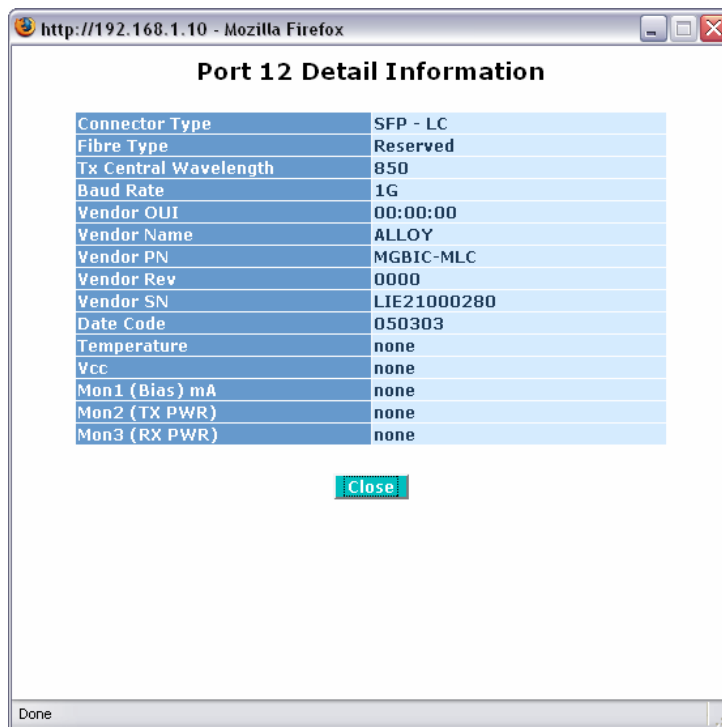 http://192.168.1.10 - Mozilla Firefox
Port 12 Detail Information
Connector Type SFP - LC
Fibre Type Reserved
Tx Central Wavelength 850
Baud Rate 1G
Vendor OUI 00:00:00
Vendor Name ALLOY
Vendor PN MGBIC-MLC
Vendor Rev 0000
Vendor SN LIE21000280
Date Code 050303
Temperature none
Vcc none
Mon1 (Bias) mA none
Mon2 (TX PWR) none
Mon3 (RX PWR) none
Close
Done